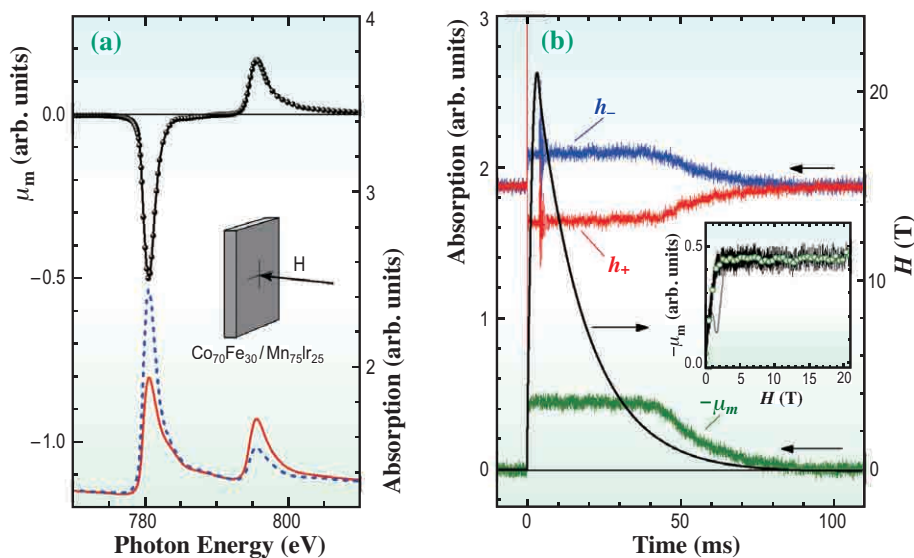 (a)
μm (arb. units)
0.0
−0.5
−1.0
780
800
Photon Energy (eV)
4
3
2
Absorption (arb. units)
H
Co70Fe30/Mn75Ir25
(b)
Absorption (arb. units)
3
2
1
0
0
50
100
Time (ms)
20
10
0
H (T)
h−
h+
−μm
−μm (arb. units)
0.5
0.0
0
5
10
15
20
H (T)